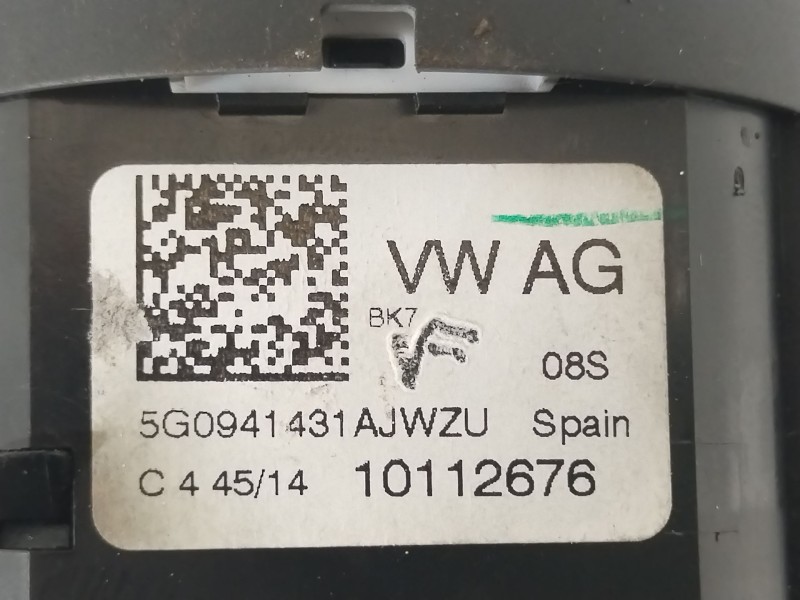 VW AG
BK7
08S
5G0941431AJWZU Spain
C 4 45/14 10112676